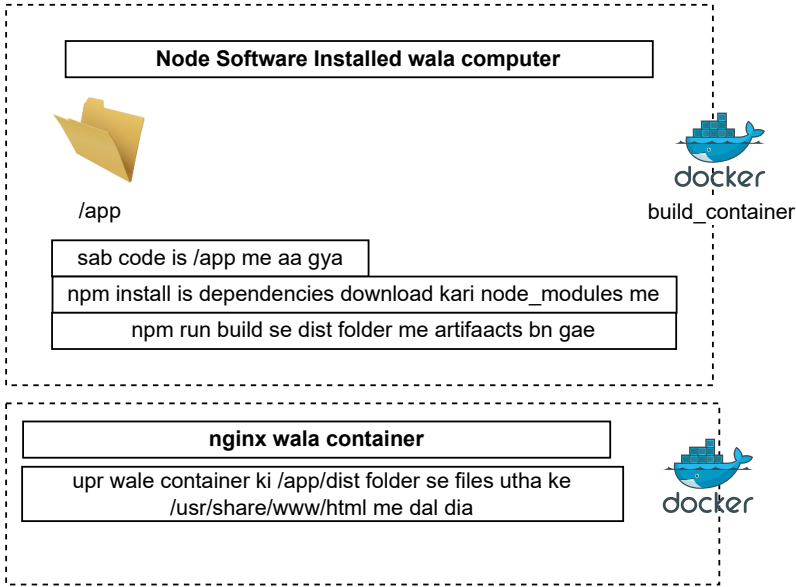 Node Software Installed wala computer
docker
/app
build_container
sab code is /app me aa gya
npm install is dependencies download kari node_modules me
npm run build se dist folder me artifaacts bn gae
nginx wala container
upr wale container ki /app/dist folder se files utha ke
/usr/share/www/html me dal dia
docker